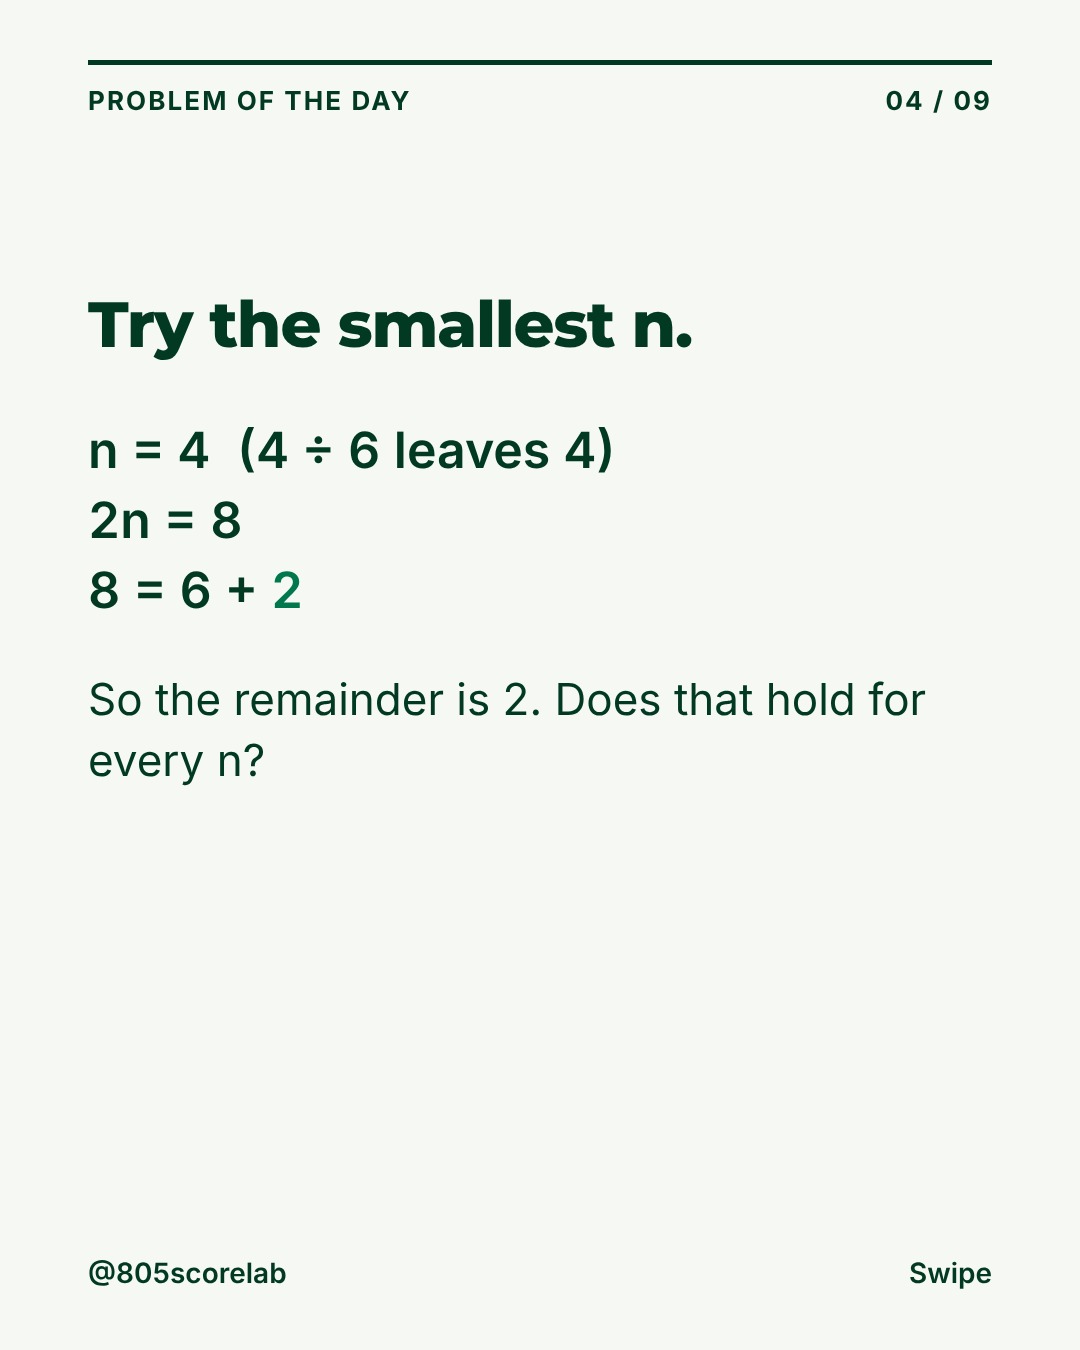 PROBLEM OF THE DAY
04 / 09
Try the smallest n.
n = 4  (4 ÷ 6 leaves 4)
2n = 8
8 = 6 + 2
So the remainder is 2. Does that hold for
every n?
@805scorelab
Swipe